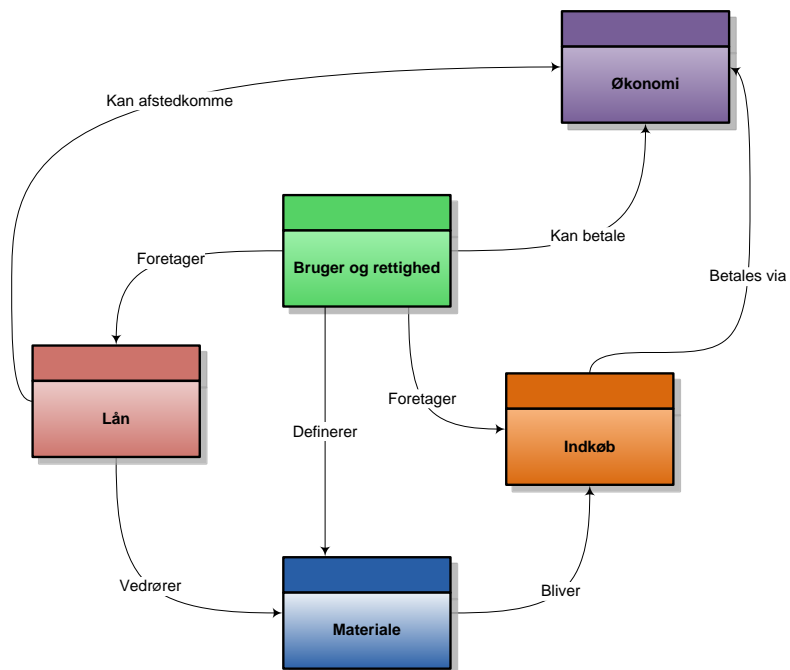 Økonomi
Kan afstedkomme
Kan betale
Foretager
Bruger og rettighed
Betales via
Foretager
Lån
Definerer
Indkøb
Vedrører
Bliver
Materiale